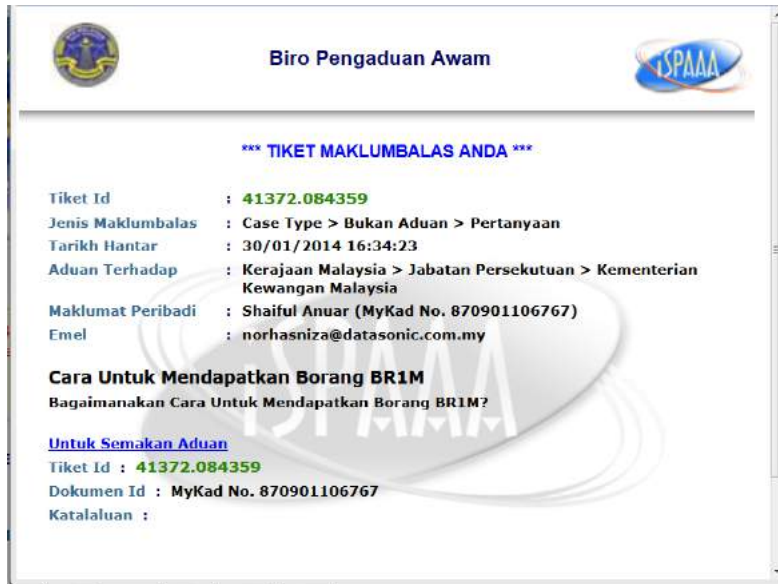 Biro Pengaduan Awam
iSPAAA
*** TIKET MAKLUMBALAS ANDA ***
Tiket Id : 41372.084359
Jenis Maklumbalas : Case Type > Bukan Aduan > Pertanyaan
Tarikh Hantar : 30/01/2014 16:34:23
Aduan Terhadap : Kerajaan Malaysia > Jabatan Persekutuan > Kementerian
Kewangan Malaysia
Maklumat Peribadi : Shaiful Anuar (MyKad No. 870901106767)
Emel : norhasniza@datasonic.com.my
Cara Untuk Mendapatkan Borang BR1M
Bagaimanakan Cara Untuk Mendapatkan Borang BR1M?
iSPAAA
Untuk Semakan Aduan
Tiket Id : 41372.084359
Dokumen Id : MyKad No. 870901106767
Katalaluan :